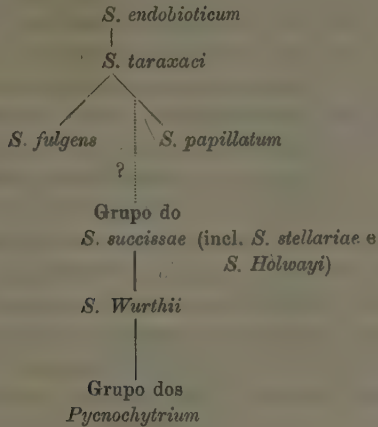 S. endobioticum
S. taraxaci
S. fulgens S. papillatum
?
Grupo do
S. succissae (incl. S. stellariae e
S. Holwayi)
S. Wurthii
Grupo dos
Pycnochytrium